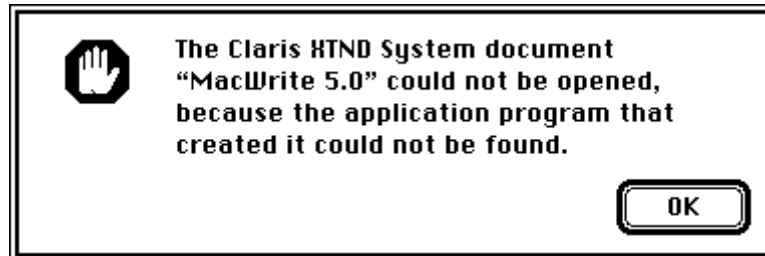 The Claris XTND System document
“MacWrite 5.0” could not be opened,
because the application program that
created it could not be found.
OK